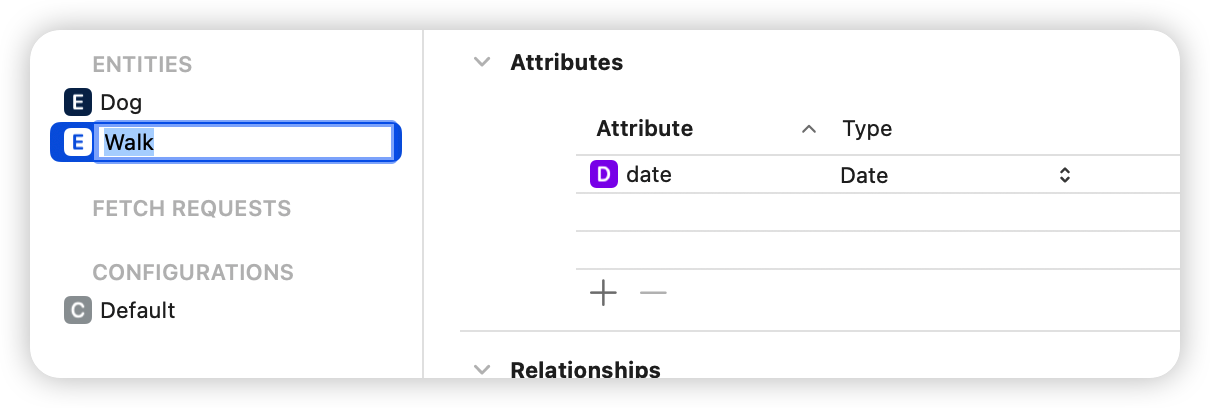 ENTITIES
E Dog
E Walk
FETCH REQUESTS
CONFIGURATIONS
C Default
Attributes
Attribute Type
D date Date
Relationships